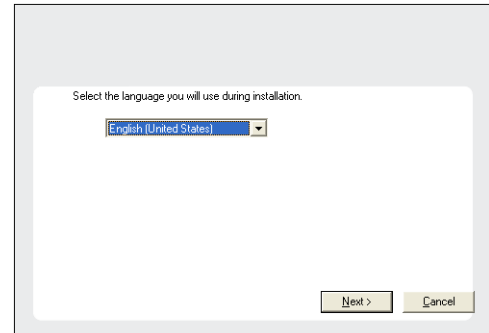 Select the language you will use during installation.
English (United States)
Next >
Cancel